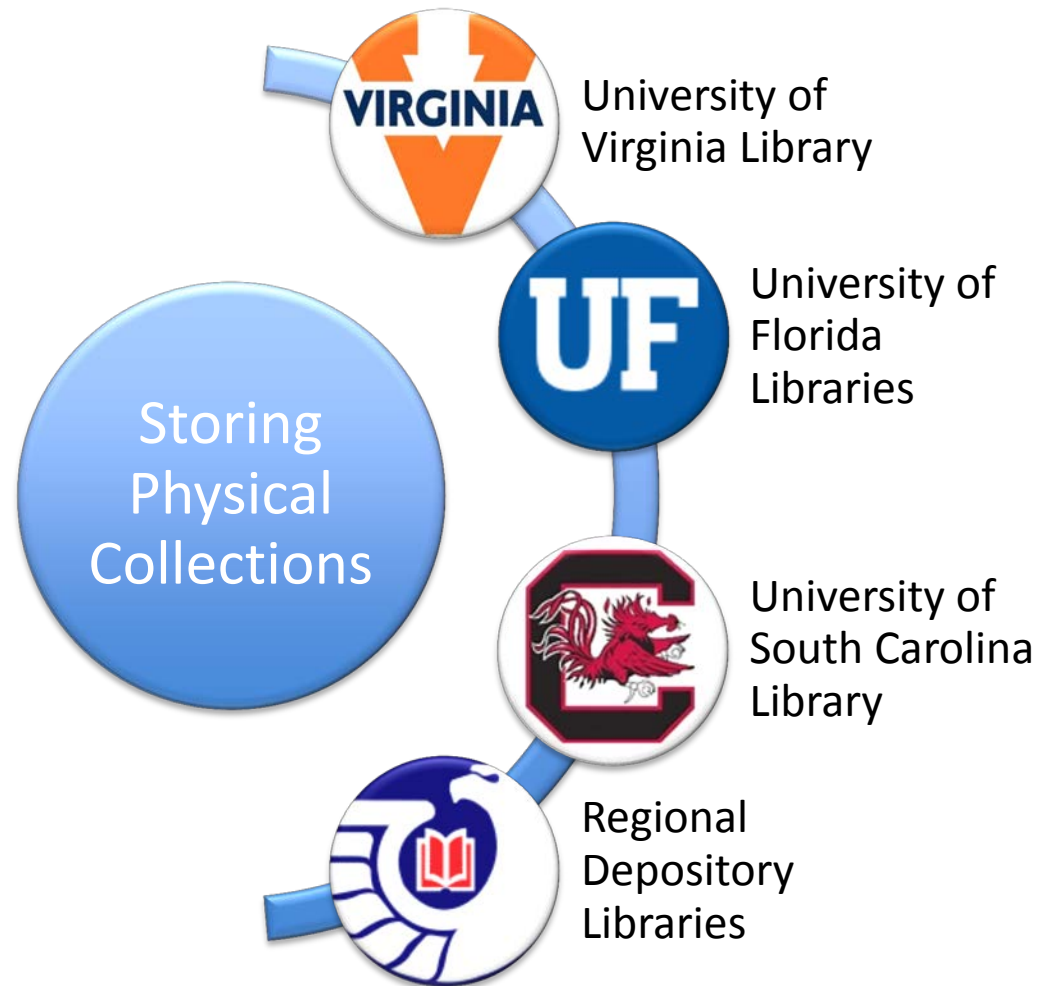 VIRGINIA
University of
Virginia Library
UF
University of
Florida
Libraries
Storing
Physical
Collections
C
University of
South Carolina
Library
Regional
Depository
Libraries